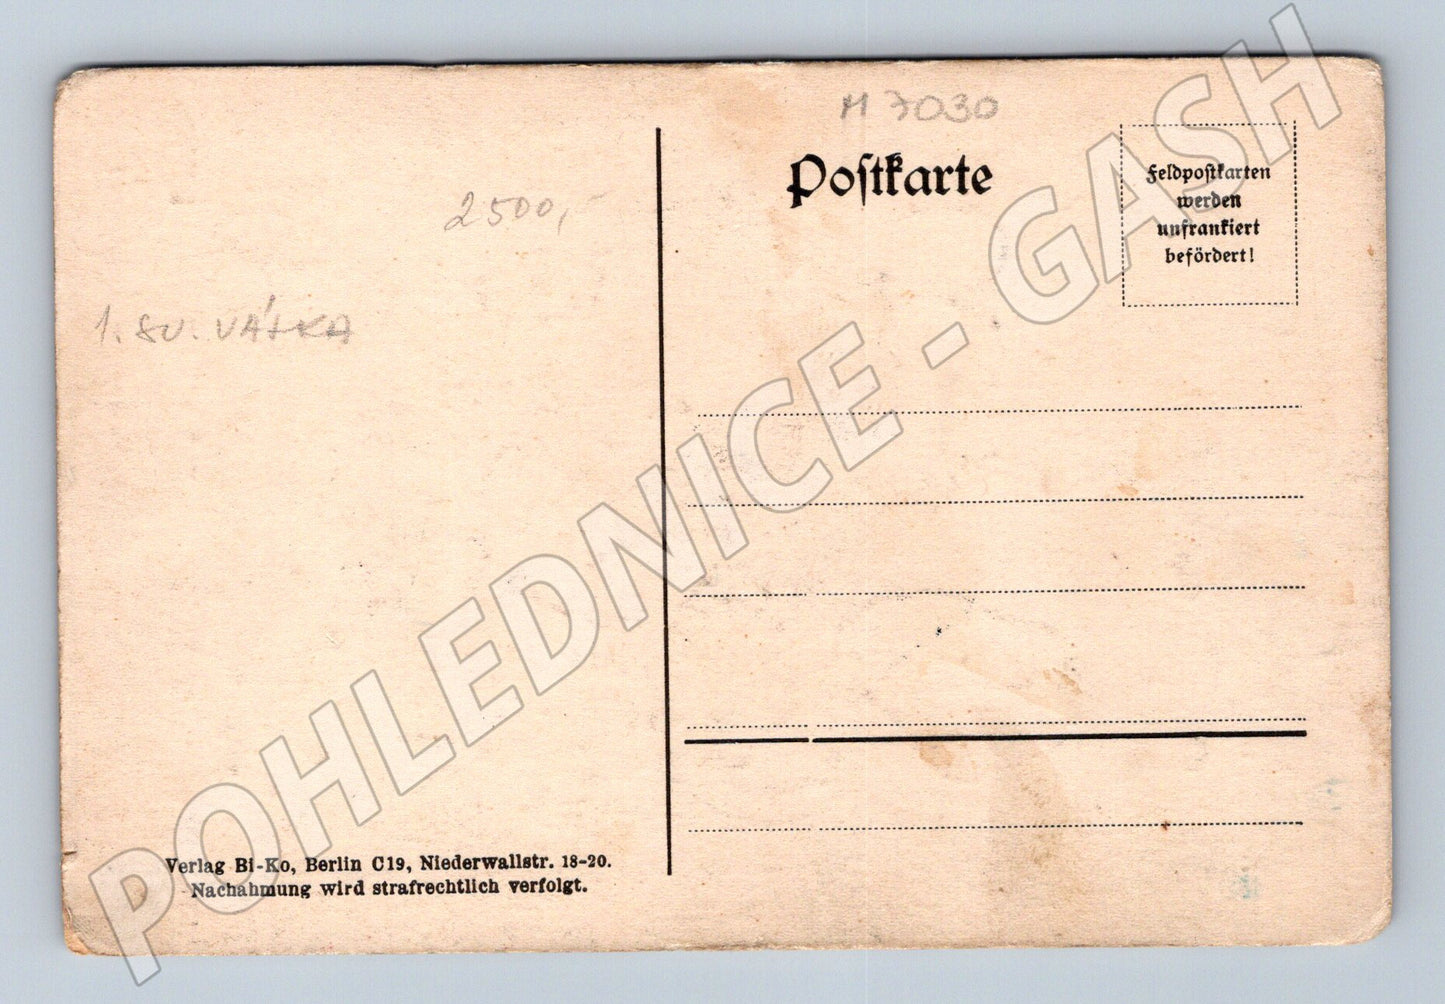 M 7030
Poſtkarte
Feldpoſtkarten
werden
unfrankiert
befördert!
2500,-
1. SV. VÁLKA
POHLEDNICE - GASH
Verlag Bi-Ko, Berlin C19, Niederwallstr. 18-20.
Nachahmung wird strafrechtlich verfolgt.